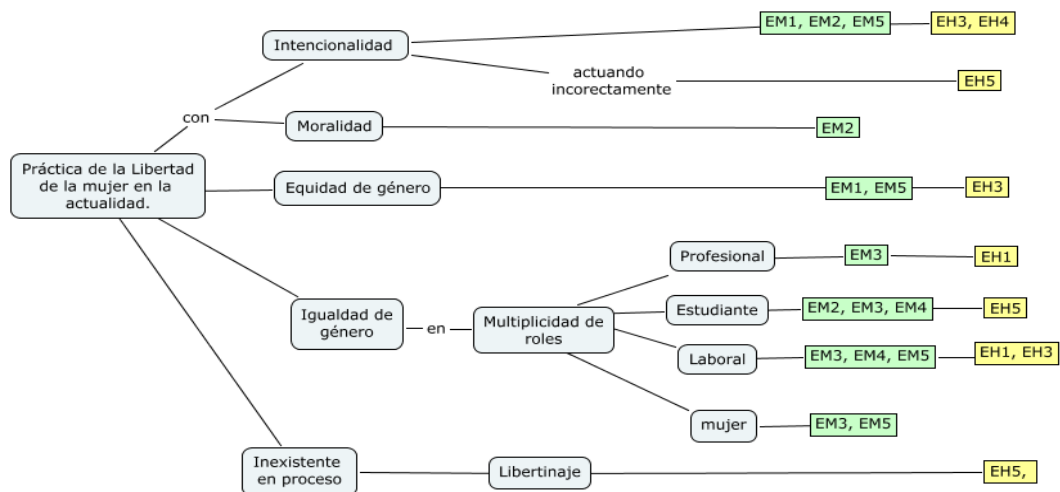 EM1, EM2, EM5
EH3, EH4
Intencionalidad
actuando
incorectamente
EH5
con
Moralidad
EM2
Práctica de la Libertad
de la mujer en la
actualidad.
Equidad de género
EM1, EM5
EH3
Profesional
EM3
EH1
Igualdad de
género
en
Multiplicidad de
roles
Estudiante
EM2, EM3, EM4
EH5
Laboral
EM3, EM4, EM5
EH1, EH3
mujer
EM3, EM5
Inexistente
en proceso
Libertinaje
EH5,